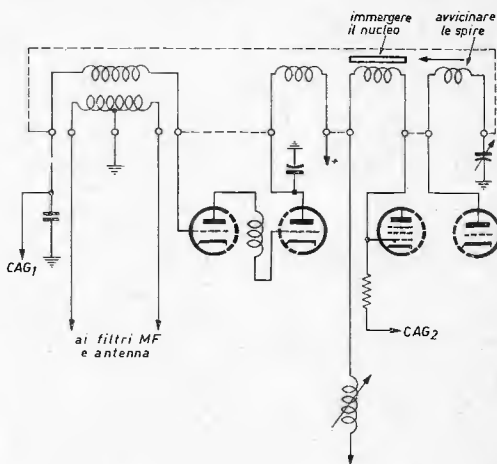 immergere
il nucleo
avvicinare
le spire
+
CAG1
ai filtri MF
e antenna
CAG2